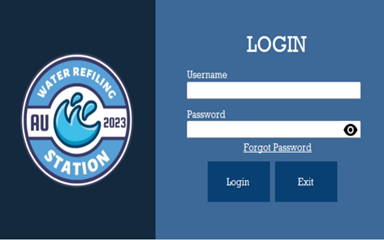 WATER REFILING
AU 2023
STATION
LOGIN
Username
Password
Forgot Password
Login Exit